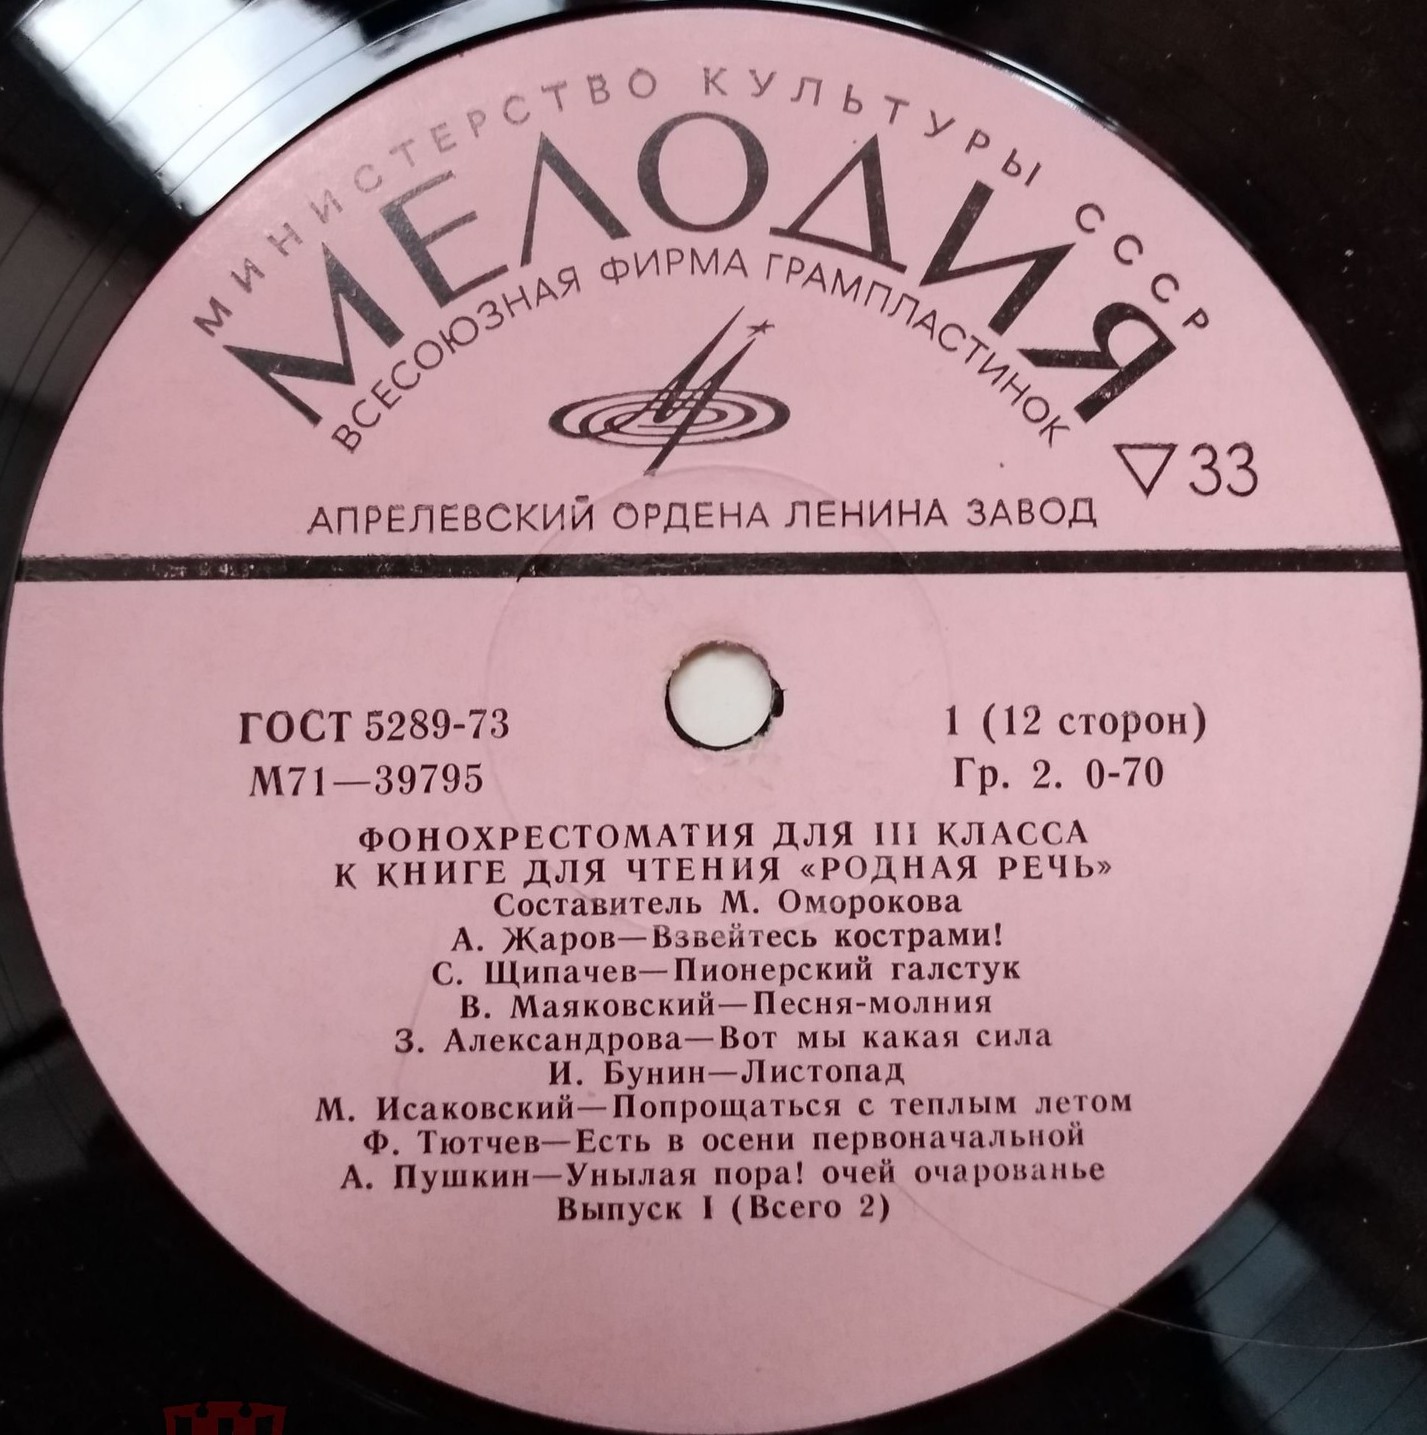 МИНИСТЕРСТВО КУЛЬТУРЫ СССР
МЕЛОДИЯ
ВСЕСОЮЗНАЯ ФИРМА ГРАМПЛАСТИНОК
▽33
АПРЕЛЕВСКИЙ ОРДЕНА ЛЕНИНА ЗАВОД
ГОСТ 5289-73
1 (12 сторон)
М71—39795
Гр. 2. 0-70
ФОНОХРЕСТОМАТИЯ ДЛЯ III КЛАССА
К КНИГЕ ДЛЯ ЧТЕНИЯ «РОДНАЯ РЕЧЬ»
Составитель М. Оморокова
А. Жаров—Взвейтесь кострами!
С. Щипачев—Пионерский галстук
В. Маяковский—Песня-молния
З. Александрова—Вот мы какая сила
И. Бунин—Листопад
М. Исаковский—Попрощаться с теплым летом
Ф. Тютчев—Есть в осени первоначальной
А. Пушкин—Унылая пора! очей очарованье
Выпуск I (Всего 2)